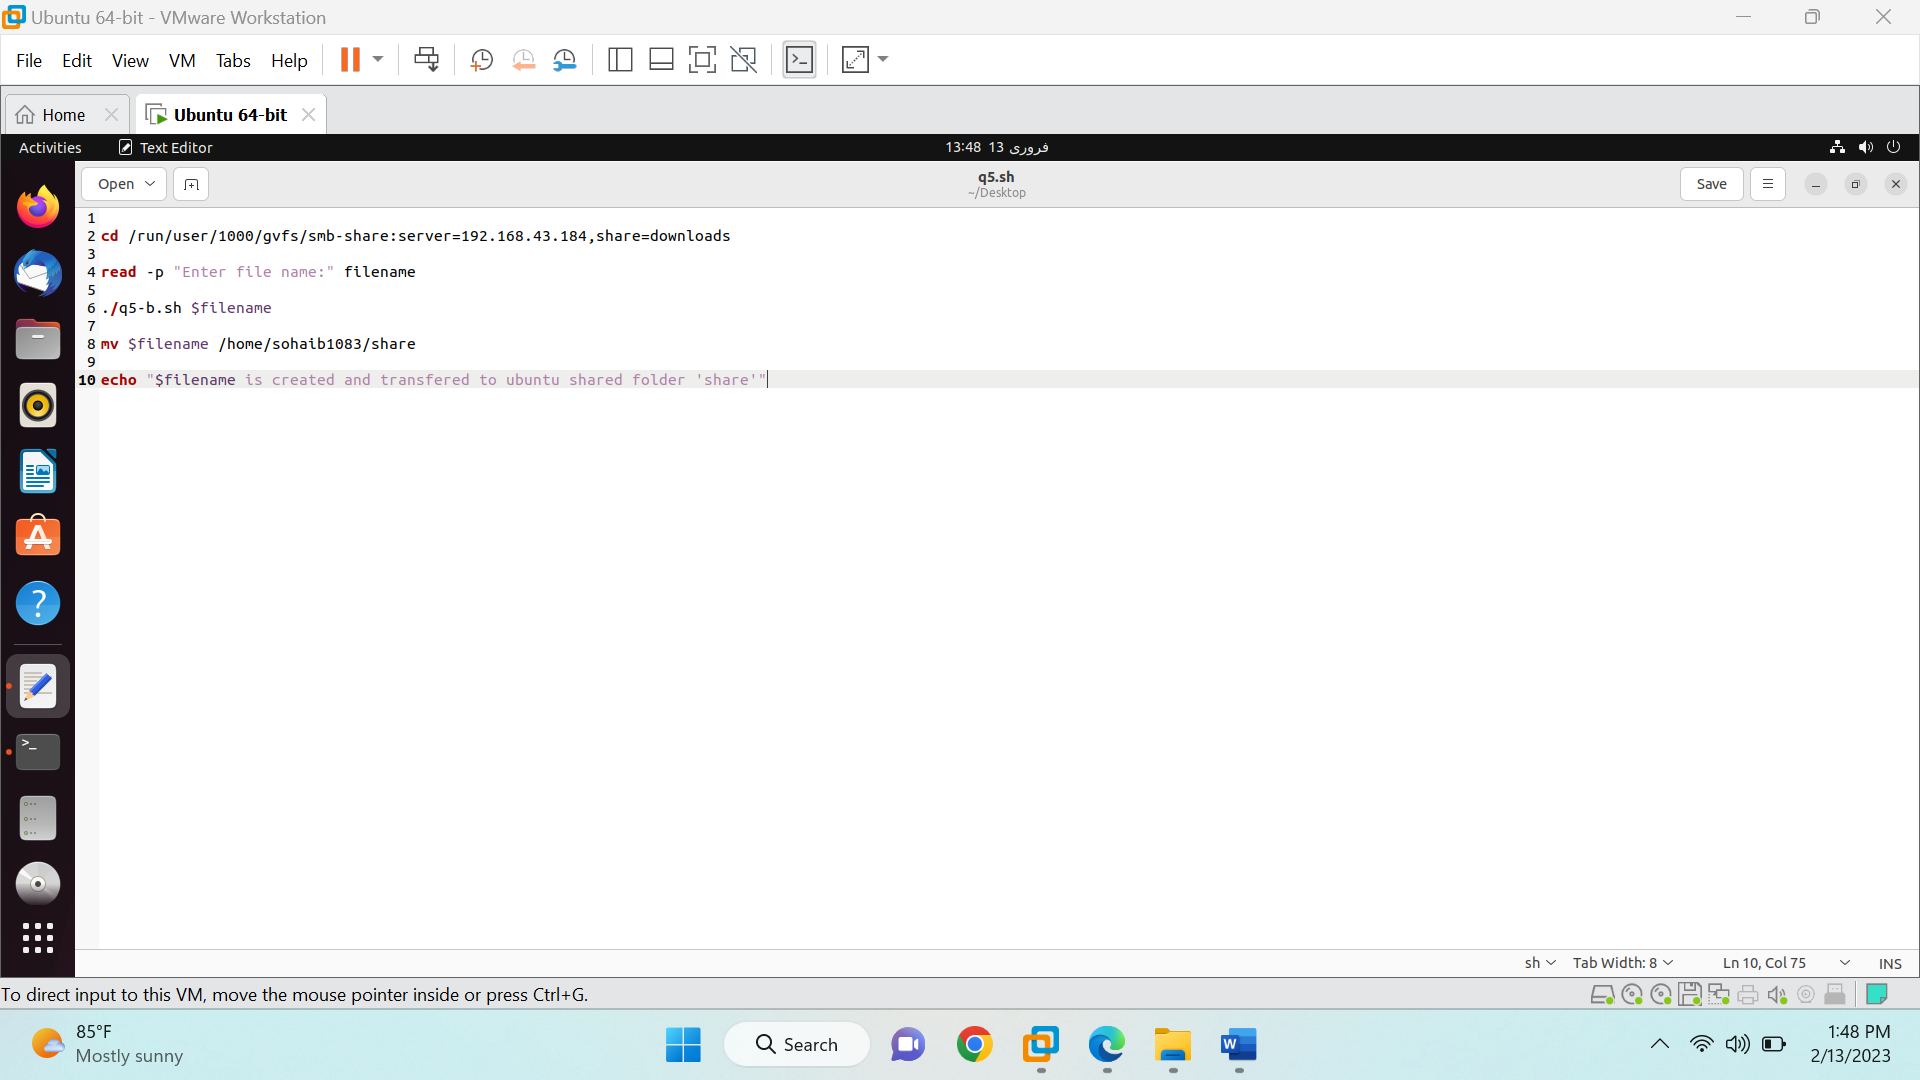 Ubuntu 64-bit - VMware Workstation
File Edit View VM Tabs Help
Home Ubuntu 64-bit
Activities Text Editor 13:48 13 فروری
Open q5.sh Save
~/Desktop
1
2 cd /run/user/1000/gvfs/smb-share:server=192.168.43.184,share=downloads
3
4 read -p "Enter file name:" filename
5
6 ./q5-b.sh $filename
7
8 mv $filename /home/sohaib1083/share
9
10 echo "$filename is created and transfered to ubuntu shared folder 'share'"
sh Tab Width: 8 Ln 10, Col 75 INS
To direct input to this VM, move the mouse pointer inside or press Ctrl+G.
85°F
Mostly sunny
Search
1:48 PM
2/13/2023